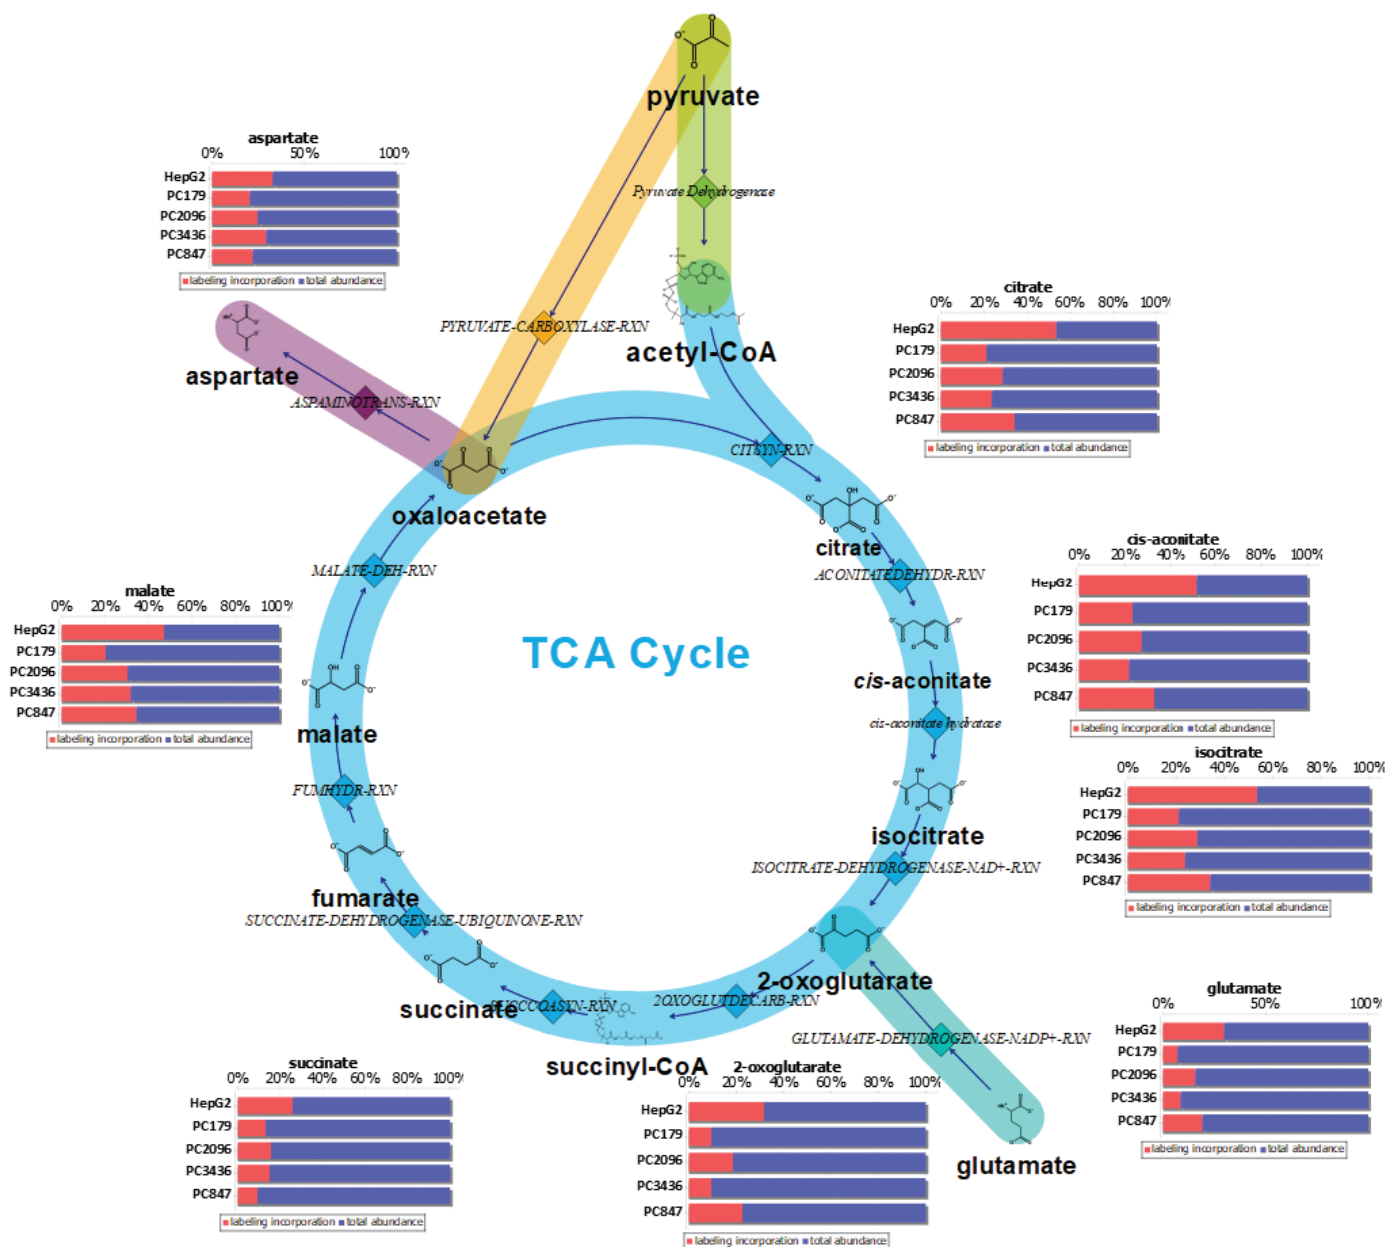 pyruvate
Pyruvate Dehydrogenase
PYRUVATE-CARBOXYLASE-RXN
acetyl-CoA
aspartate
0% 50% 100%
HepG2
PC179
PC2096
PC3436
PC847
labeling incorporation total abundance
aspartate
ASPAMINOTRANS-RXN
oxaloacetate
CITSYN-RXN
citrate
0% 20% 40% 60% 80% 100%
HepG2
PC179
PC2096
PC3436
PC847
labeling incorporation total abundance
citrate
ACONITATEDEHYDR-RXN
MALATE-DEH-RXN
TCA Cycle
cis-aconitate
cis-aconitate
0% 20% 40% 60% 80% 100%
HepG2
PC179
PC2096
PC3436
PC847
labeling incorporation total abundance
malate
0% 20% 40% 60% 80% 100%
HepG2
PC179
PC2096
PC3436
PC847
labeling incorporation total abundance
malate
cis-aconitate hydratase
isocitrate
0% 20% 40% 60% 80% 100%
HepG2
PC179
PC2096
PC3436
PC847
labeling incorporation total abundance
FUMHYDR-RXN
isocitrate
ISOCITRATE-DEHYDROGENASE-NAD+-RXN
fumarate
SUCCINATE-DEHYDROGENASE-UBIQUINONE-RXN
2-oxoglutarate
2OXOGLUTDECARB-RXN
succinate
SUCCCOASYN-RXN
succinyl-CoA
GLUTAMATE-DEHYDROGENASE-NADP+-RXN
glutamate
glutamate
0% 50% 100%
HepG2
PC179
PC2096
PC3436
PC847
labeling incorporation total abundance
succinate
0% 20% 40% 60% 80% 100%
HepG2
PC179
PC2096
PC3436
PC847
labeling incorporation total abundance
2-oxoglutarate
0% 20% 40% 60% 80% 100%
HepG2
PC179
PC2096
PC3436
PC847
labeling incorporation total abundance